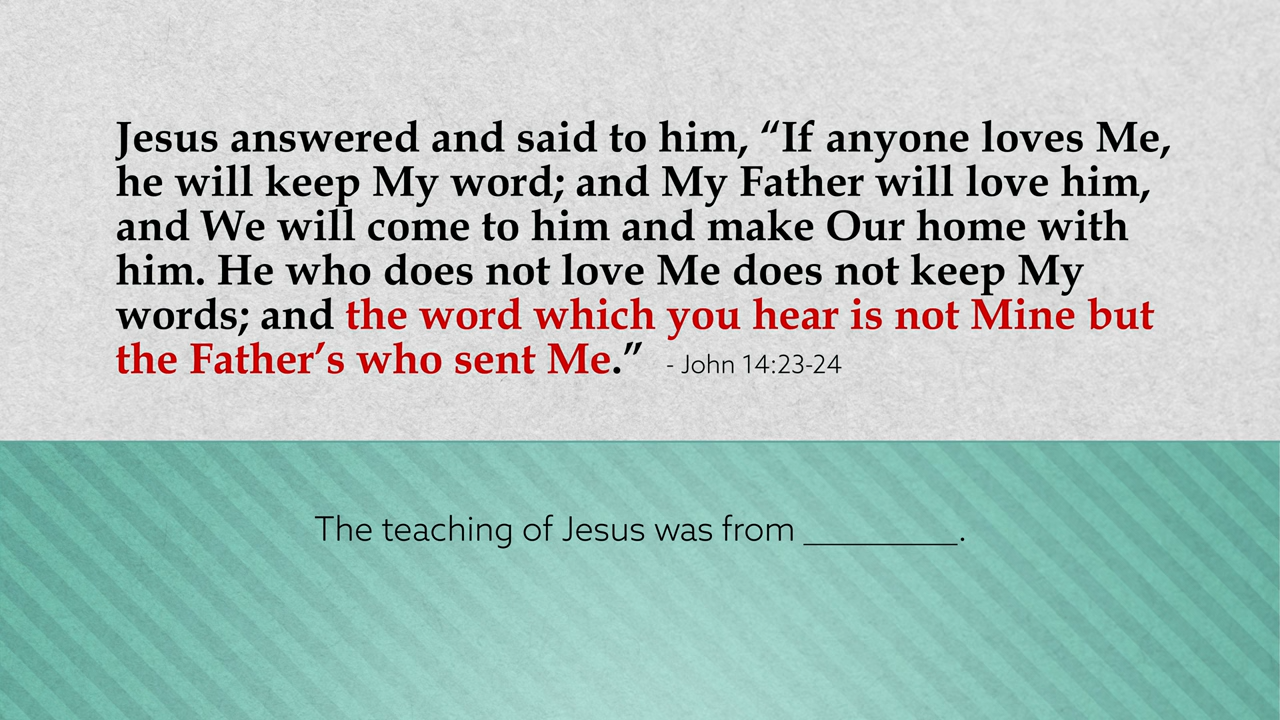 Jesus answered and said to him, “If anyone loves Me,
he will keep My word; and My Father will love him,
and We will come to him and make Our home with
him. He who does not love Me does not keep My
words; and the word which you hear is not Mine but
the Father’s who sent Me.” - John 14:23-24
The teaching of Jesus was from _________.